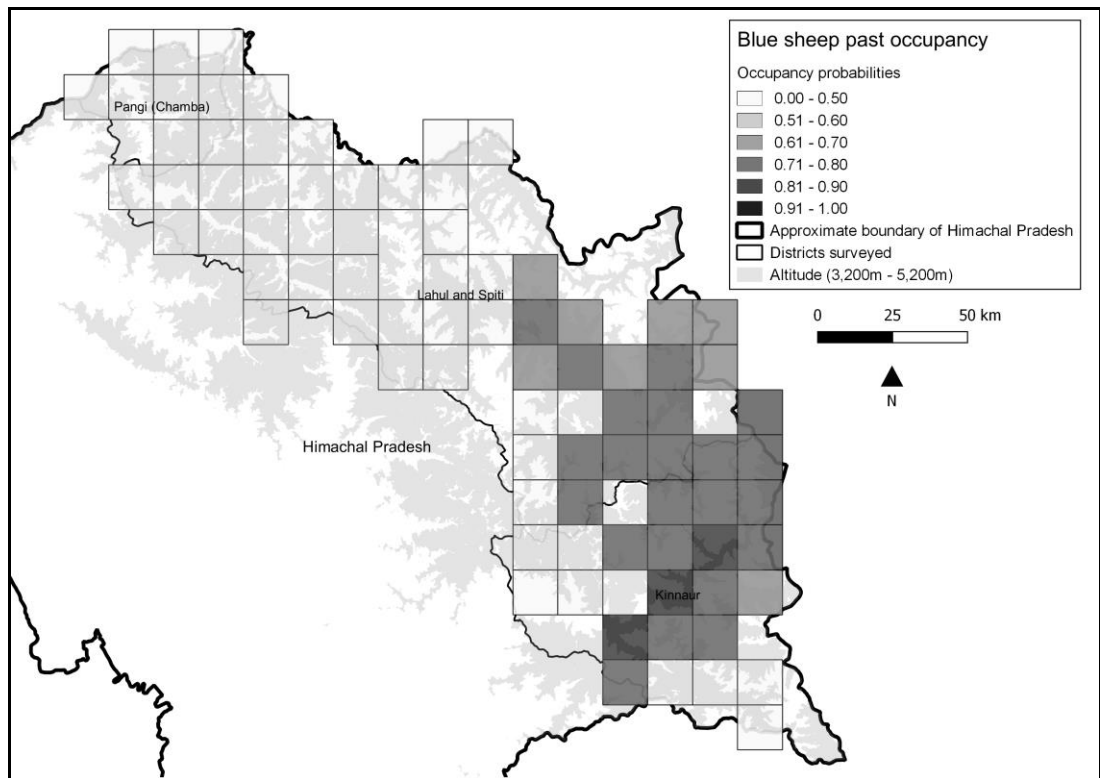 Blue sheep past occupancy
Occupancy probabilities
0.00 - 0.50
0.51 - 0.60
0.61 - 0.70
0.71 - 0.80
0.81 - 0.90
0.91 - 1.00
Approximate boundary of Himachal Pradesh
Districts surveyed
Altitude (3,200m - 5,200m)
0 25 50 km
N
Pangi (Chamba)
Lahul and Spiti
Himachal Pradesh
Kinnaur